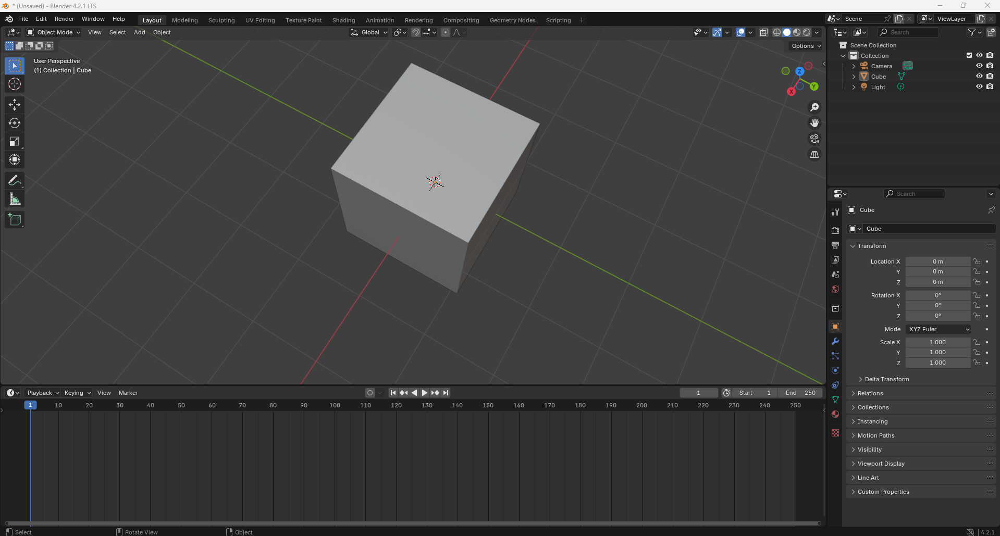 * (Unsaved) - Blender 4.2.1 LTS
File Edit Render Window Help Layout Modeling Sculpting UV Editing Texture Paint Shading Animation Rendering Compositing Geometry Nodes Scripting + Scene ViewLayer
Object Mode View Select Add Object Global Search
Options
User Perspective
(1) Collection | Cube
Z
Y
X
Scene Collection
Collection
Camera
Cube
Light
Search
Cube
Cube
Transform
Location X 0 m
Y 0 m
Z 0 m
Rotation X 0°
Y 0°
Z 0°
Mode XYZ Euler
Scale X 1.000
Y 1.000
Z 1.000
Delta Transform
Relations
Collections
Instancing
Motion Paths
Visibility
Viewport Display
Line Art
Custom Properties
Playback Keying View Marker 1 Start 1 End 250
1 10 20 30 40 50 60 70 80 90 100 110 120 130 140 150 160 170 180 190 200 210 220 230 240 250
Select Rotate View Object 4.2.1